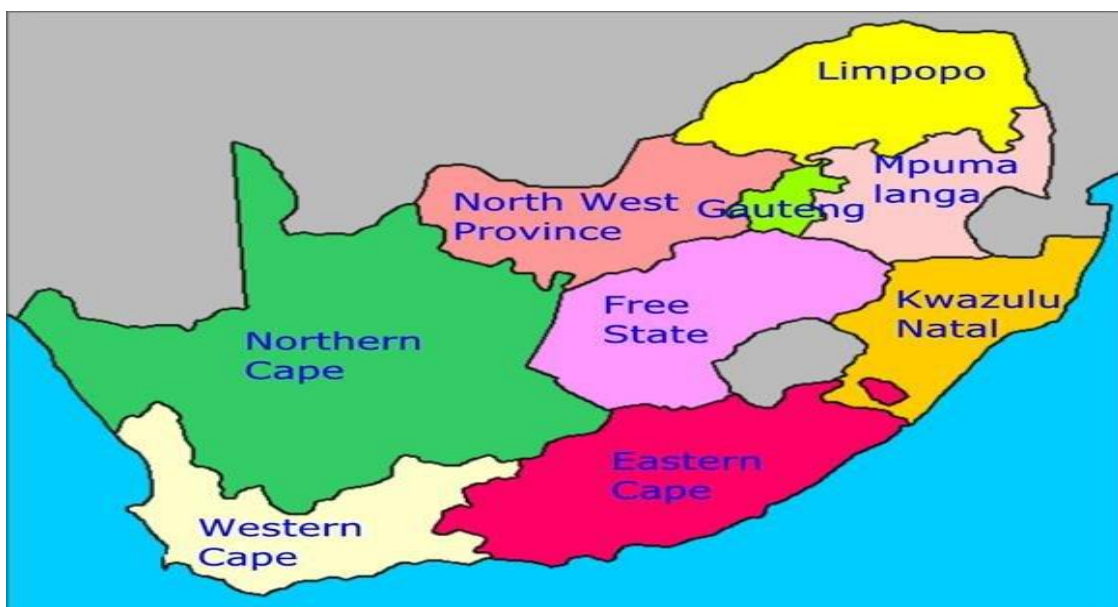 Limpopo
Mpuma
langa
North West
Province
Gauteng
Free
State
Kwazulu
Natal
Northern
Cape
Eastern
Cape
Western
Cape